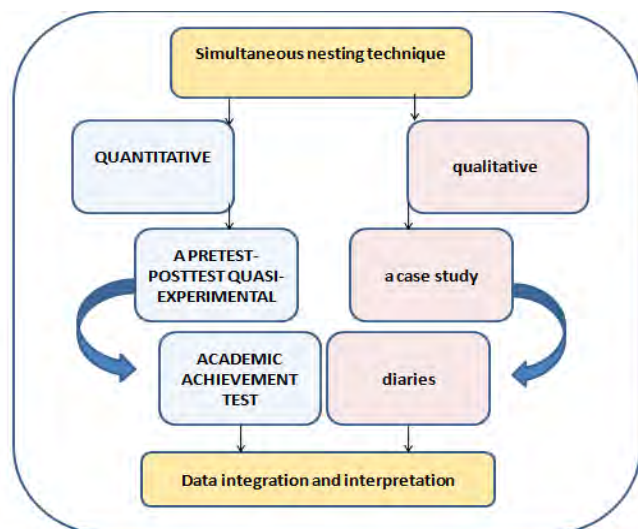 Simultaneous nesting technique
QUANTITATIVE
qualitative
A PRETEST-
POSTTEST QUASI-
EXPERIMENTAL
a case study
ACADEMIC
ACHIEVEMENT
TEST
diaries
Data integration and interpretation